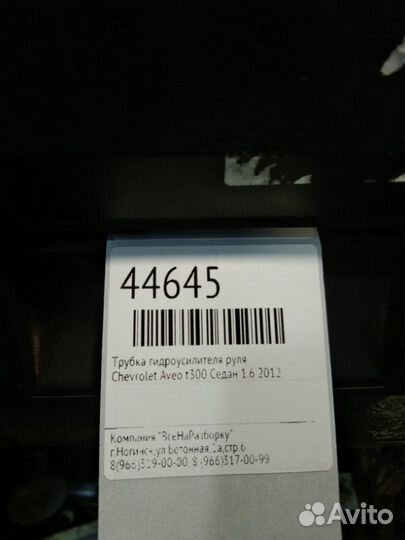 44645
Трубка гидроусилителя руля
Chevrolet Aveo t300 Седан 1.6 2012
Компания "ВсеНаРазборку"
г.Ногинск,ул Бетонная,1а,стр.6
8(966)319-00-00, 8 (966)317-00-99
Avito